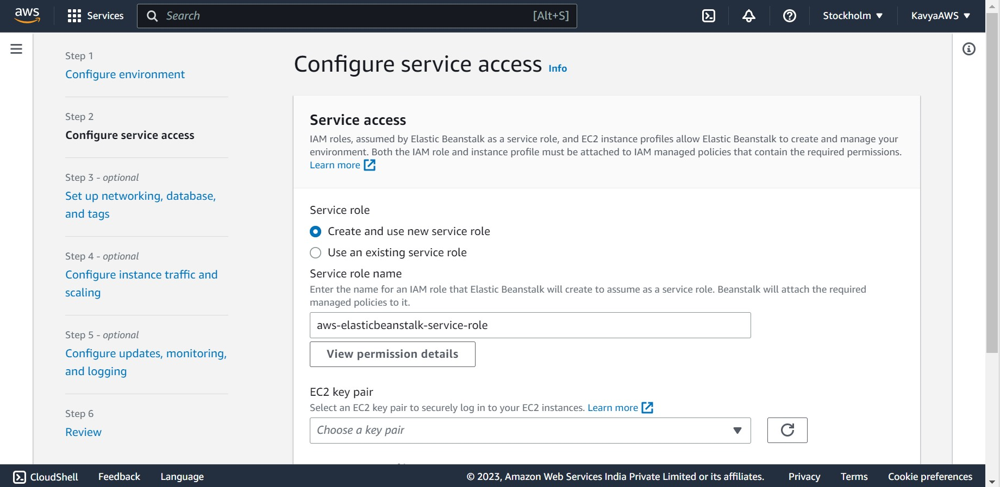 aws
Services
Search
[Alt+S]
Stockholm
KavyaAWS
Step 1
Configure environment
Step 2
Configure service access
Step 3 - optional
Set up networking, database,
and tags
Step 4 - optional
Configure instance traffic and
scaling
Step 5 - optional
Configure updates, monitoring,
and logging
Step 6
Review
Configure service access Info
Service access
IAM roles, assumed by Elastic Beanstalk as a service role, and EC2 instance profiles allow Elastic Beanstalk to create and manage your
environment. Both the IAM role and instance profile must be attached to IAM managed policies that contain the required permissions.
Learn more
Service role
Create and use new service role
Use an existing service role
Service role name
Enter the name for an IAM role that Elastic Beanstalk will create to assume as a service role. Beanstalk will attach the required
managed policies to it.
aws-elasticbeanstalk-service-role
View permission details
EC2 key pair
Select an EC2 key pair to securely log in to your EC2 instances. Learn more
Choose a key pair
CloudShell
Feedback
Language
© 2023, Amazon Web Services India Private Limited or its affiliates.
Privacy
Terms
Cookie preferences